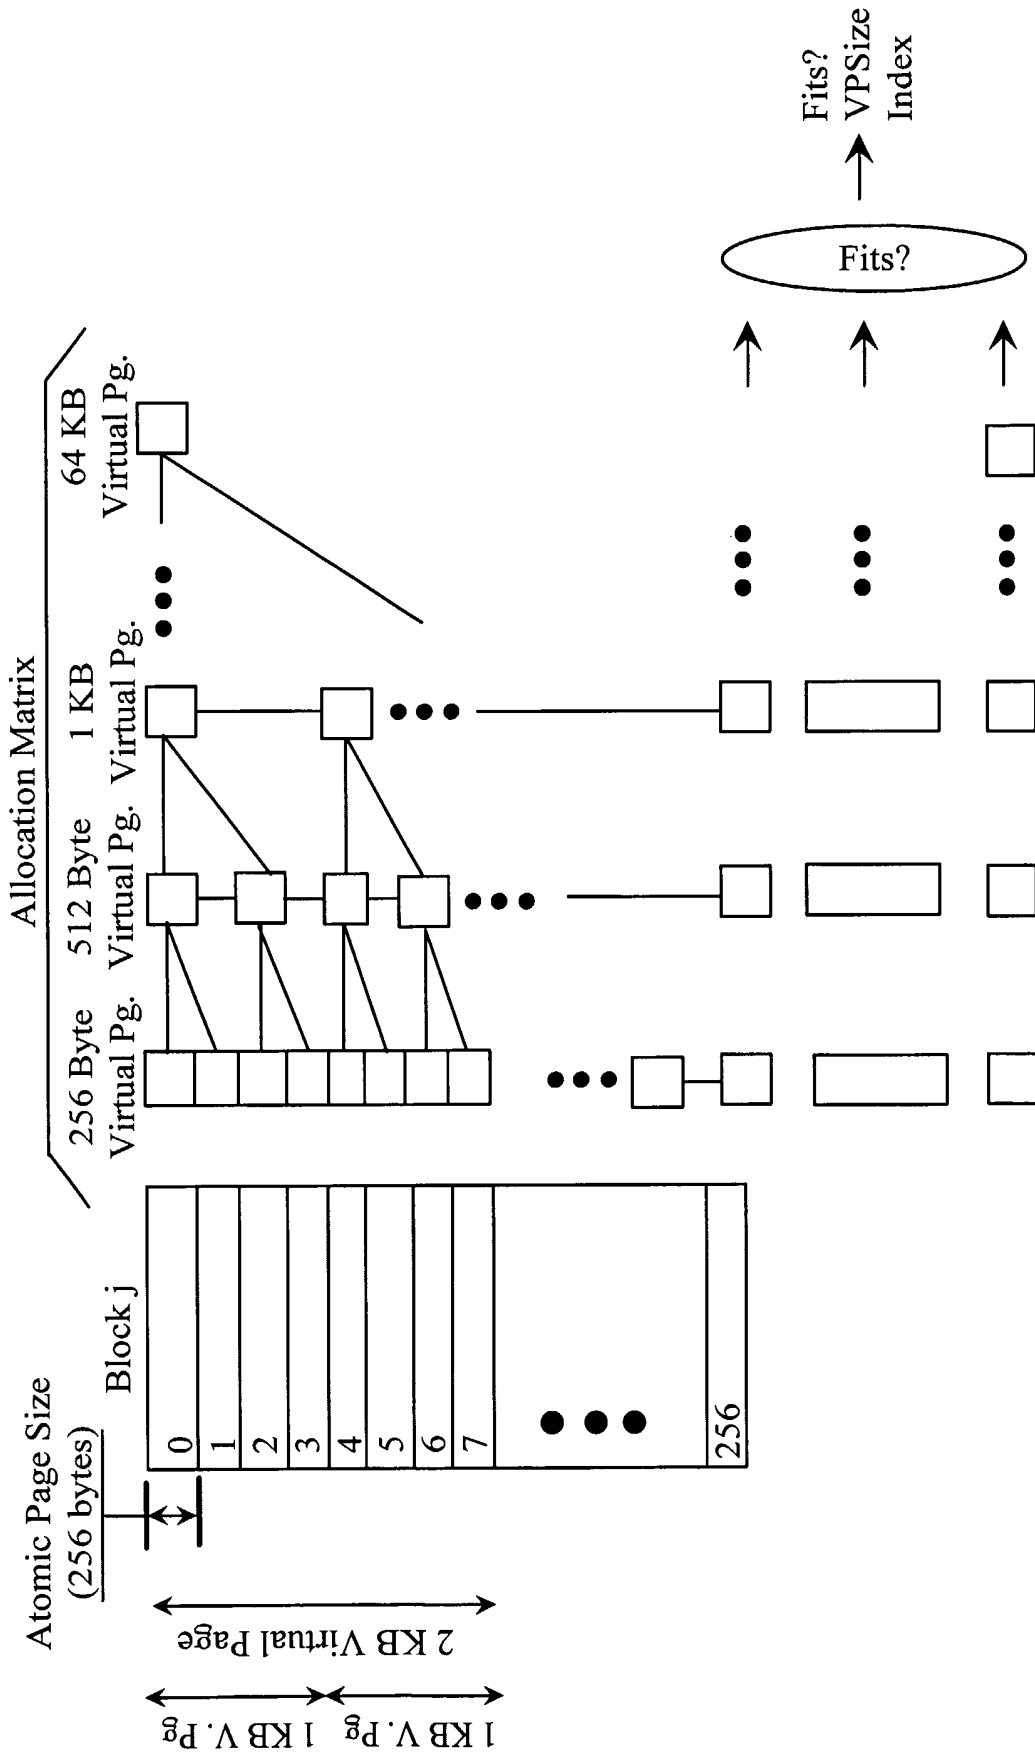 Allocation Matrix
Atomic Page Size
(256 bytes)
Block j
256 Byte
Virtual Pg.
512 Byte
Virtual Pg.
1 KB
Virtual Pg.
64 KB
Virtual Pg.
0
1
2
3
4
5
6
7
256
1 KB V. Pg
1 KB V. Pg
2 KB Virtual Page
Fits?
Fits?
VPSize
Index